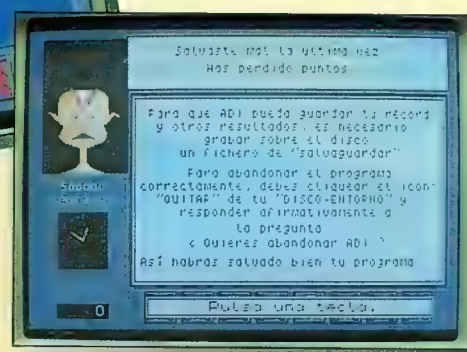 Salvaste mal la ultima vez
Has perdido puntos
Para que ADI pueda guardar tu record
y otros resultados, es necesario
grabar sobre el disco
un fichero de "salvaguardar"
Para abandonar el programa
correctamente, debes cliquear el icon
"QUITAR" de tu "DISCO-ENTORNO" y
responder afirmativamente a
la pregunta
¿ Quieres abandonar ADI ?
Así habras salvado bien tu programa
0
Pulsa una tecla.